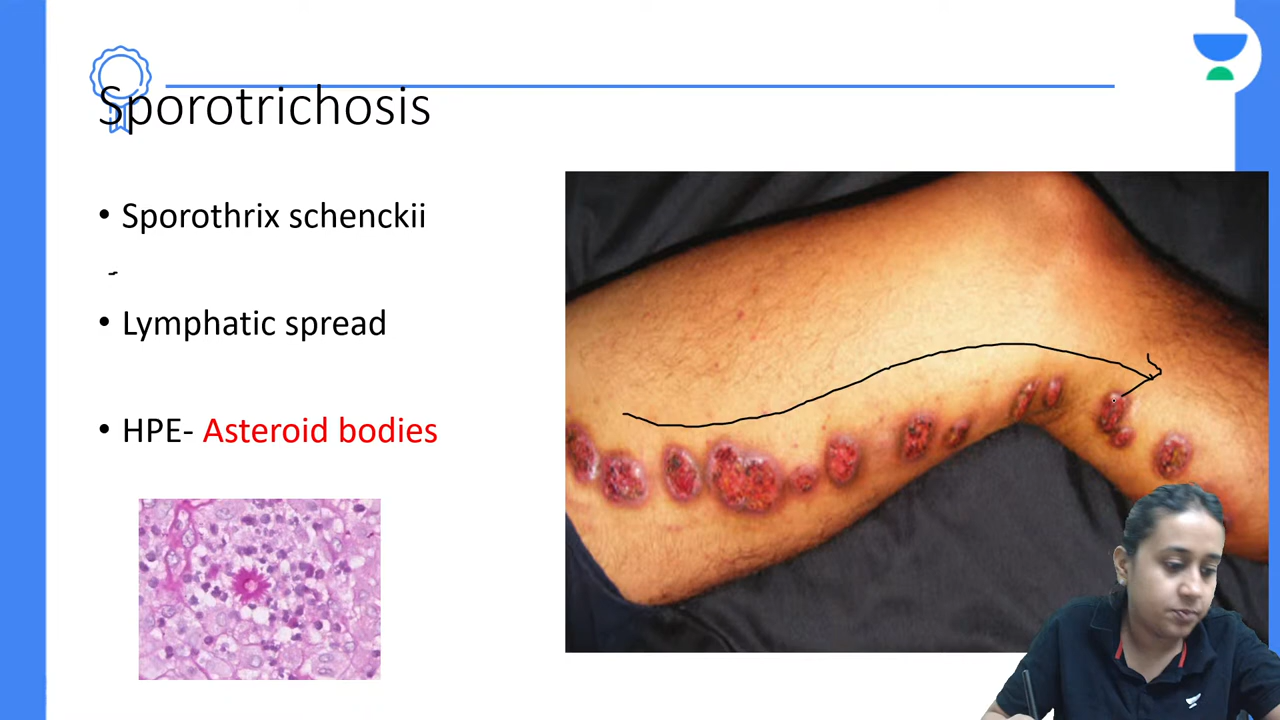 Sporotrichosis
• Sporothrix schenckii
• Lymphatic spread
• HPE- Asteroid bodies